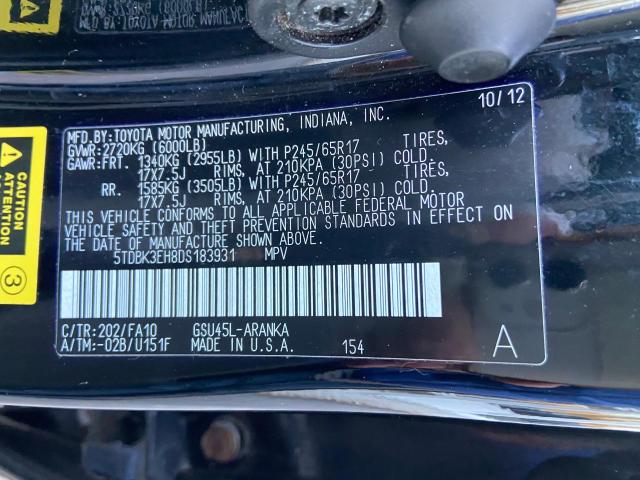 10/12
MFD.BY:TOYOTA MOTOR MANUFACTURING, INDIANA, INC.
GVWR:2720KG (6000LB)
GAWR:FRT. 1340KG (2955LB) WITH P245/65R17 TIRES,
17X7.5J RIMS, AT 210KPA (30PSI) COLD.
RR. 1585KG (3505LB) WITH P245/65R17 TIRES,
17X7.5J RIMS, AT 210KPA (30PSI) COLD.
THIS VEHICLE CONFORMS TO ALL APPLICABLE FEDERAL MOTOR
VEHICLE SAFETY AND THEFT PREVENTION STANDARDS IN EFFECT ON
THE DATE OF MANUFACTURE SHOWN ABOVE.
5TDBK3EH8DS183931 MPV
C/TR:202/FA10 GSU45L-ARANKA
A/TM:-02B/U151F MADE IN U.S.A. 154 A
3